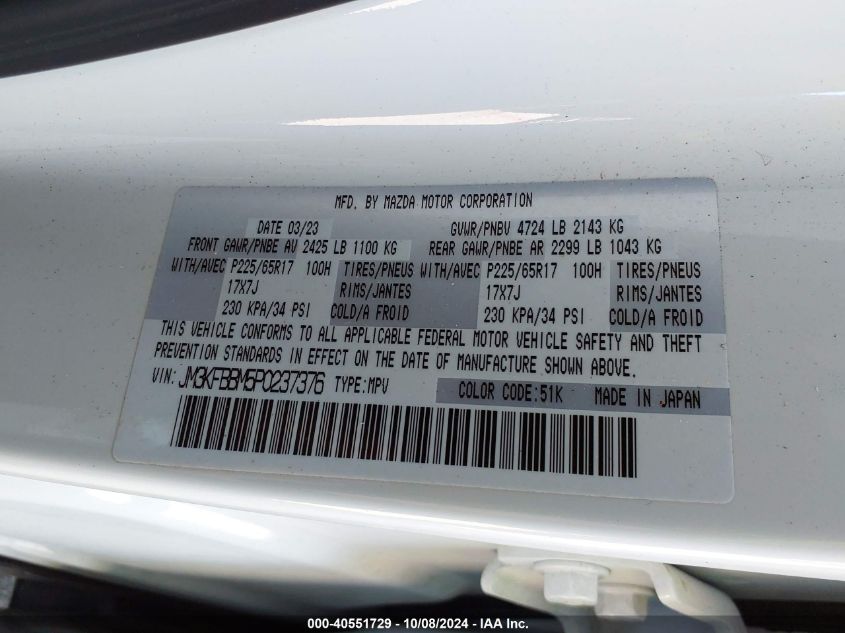 MFD. BY MAZDA MOTOR CORPORATION
DATE 03/23 GVWR/PNBV 4724 LB 2143 KG
FRONT GAWR/PNBE AV 2425 LB 1100 KG REAR GAWR/PNBE AR 2299 LB 1043 KG
WITH/AVEC P225/65R17 100H TIRES/PNEUS WITH/AVEC P225/65R17 100H TIRES/PNEUS
17X7J RIMS/JANTES 17X7J RIMS/JANTES
230 KPA/34 PSI COLD/A FROID 230 KPA/34 PSI COLD/A FROID
THIS VEHICLE CONFORMS TO ALL APPLICABLE FEDERAL MOTOR VEHICLE SAFETY AND THEFT
PREVENTION STANDARDS IN EFFECT ON THE DATE OF MANUFACTURE SHOWN ABOVE.
VIN: JM3KFBBM5P0237376 TYPE:MPV COLOR CODE:51K MADE IN JAPAN
000-40551729 - 10/08/2024 - IAA Inc.